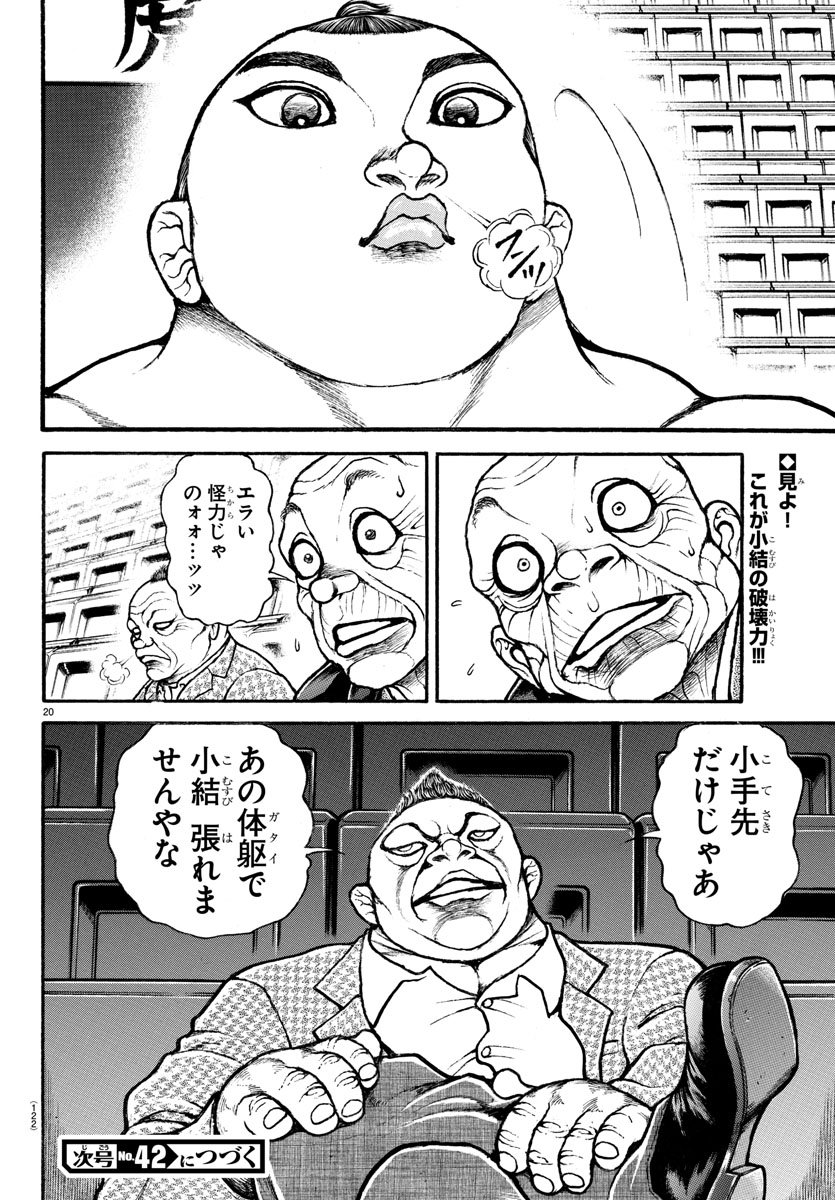 フンッ
◆見よ!
これが小結の破壊力!!!
エラい
怪力じゃ
のォォ…ッッ
20
小手先
だけじゃあ
あの体躯で
小結 張れま
せんやな
(122)
次号No.42につづく